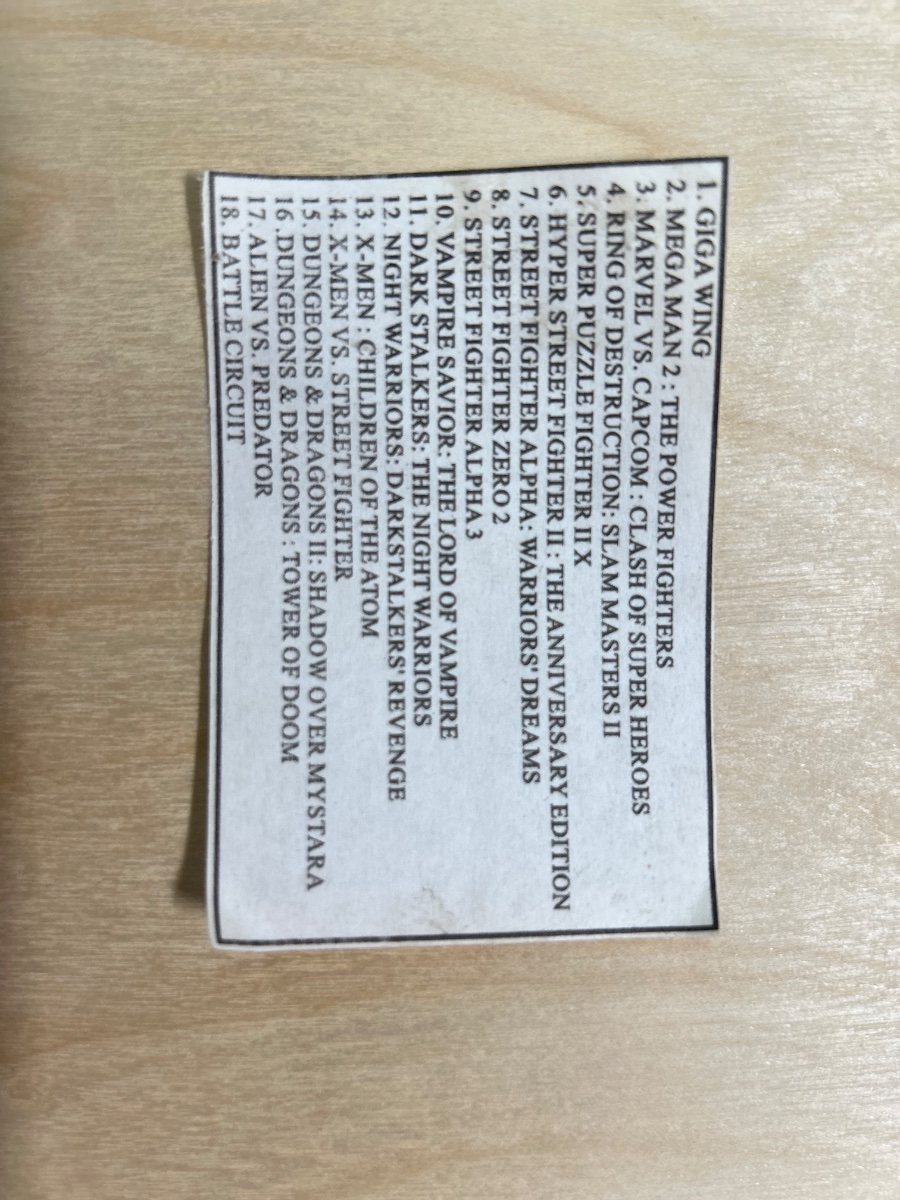 1. GIGA WING
2. MEGA MAN 2 : THE POWER FIGHTERS
3. MARVEL VS. CAPCOM : CLASH OF SUPER HEROES
4. RING OF DESTRUCTION: SLAM MASTERS II
5. SUPER PUZZLE FIGHTER II X
6. HYPER STREET FIGHTER II : THE ANNIVERSARY EDITION
7. STREET FIGHTER ALPHA: WARRIORS' DREAMS
8. STREET FIGHTER ZERO 2
9. STREET FIGHTER ALPHA 3
10. VAMPIRE SAVIOR: THE LORD OF VAMPIRE
11. DARK STALKERS: THE NIGHT WARRIORS
12. NIGHT WARRIORS: DARKSTALKERS' REVENGE
13. X-MEN : CHILDREN OF THE ATOM
14. X-MEN VS. STREET FIGHTER
15. DUNGEONS & DRAGONS II: SHADOW OVER MYSTARA
16 .DUNGEONS & DRAGONS : TOWER OF DOOM
17. ALIEN VS. PREDATOR
18. BATTLE CIRCUIT